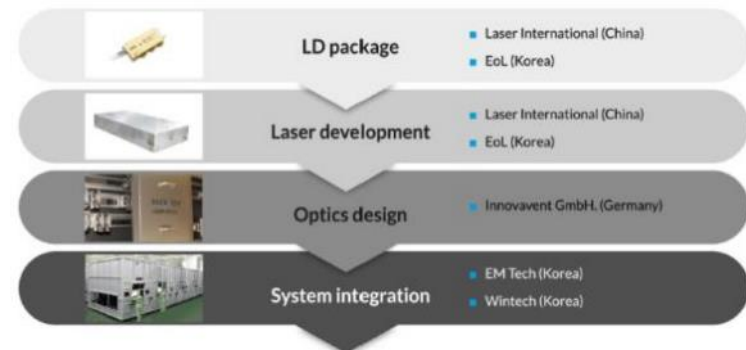 LD package
Laser International (China)
EoL (Korea)
Laser development
Laser International (China)
EoL (Korea)
Optics design
Innovavent GmbH. (Germany)
System integration
EM Tech (Korea)
Wintech (Korea)